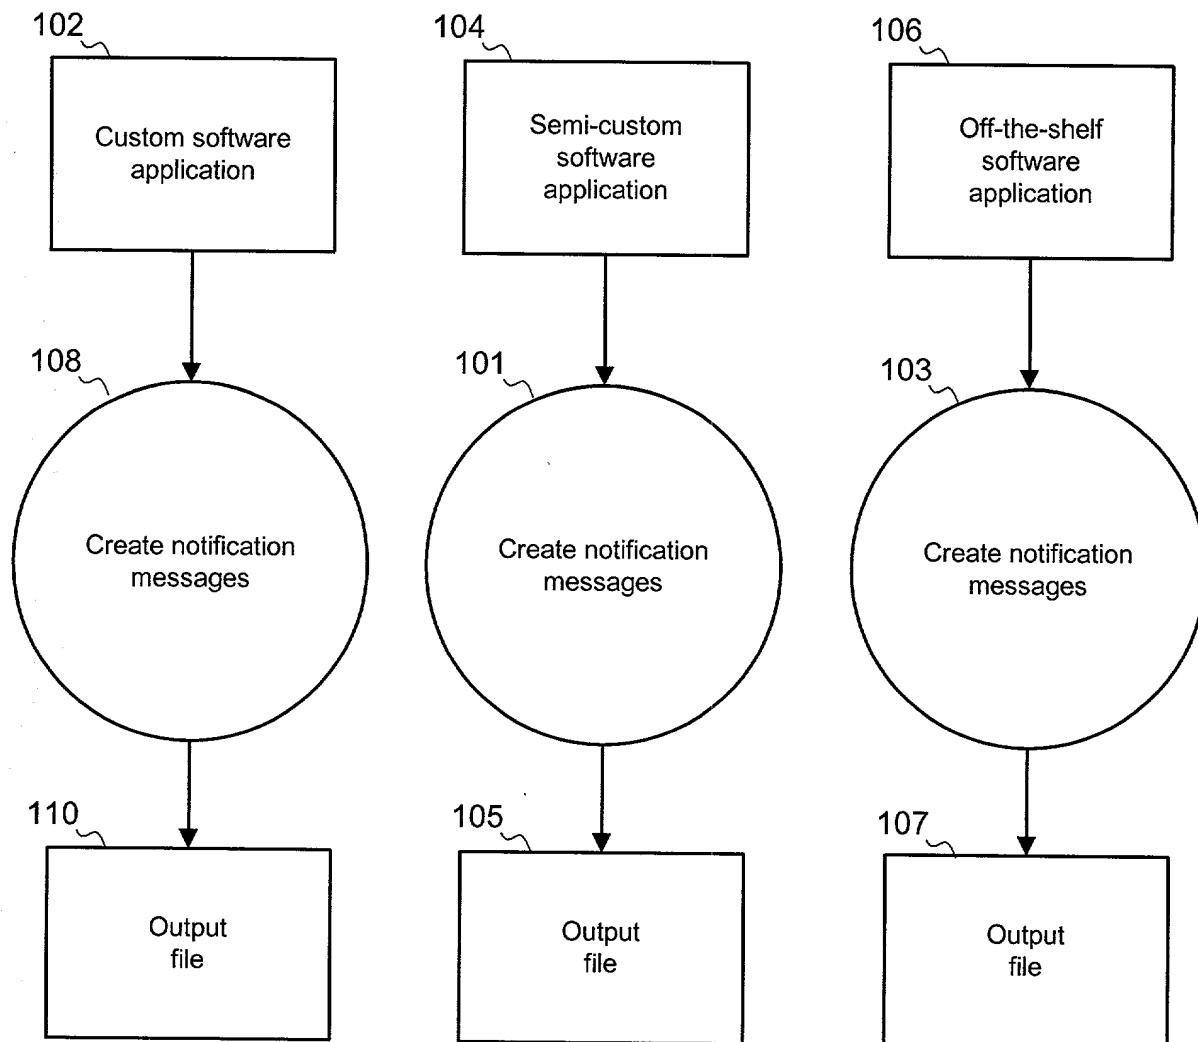 102
104
106
Custom software
application
Semi-custom
software
application
Off-the-shelf
software
application
108
101
103
Create notification
messages
Create notification
messages
Create notification
messages
110
105
107
Output
file
Output
file
Output
file